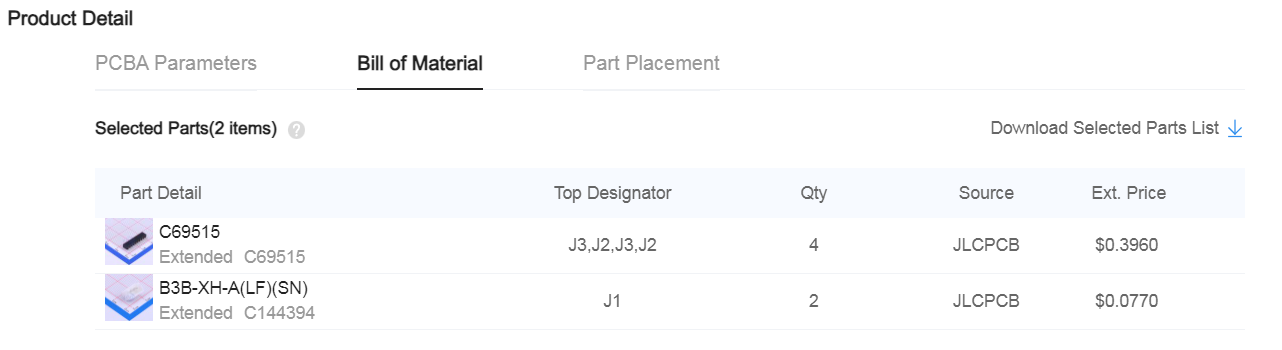 Product Detail
PCBA Parameters Bill of Material Part Placement
Selected Parts(2 items) ? Download Selected Parts List
Part Detail Top Designator Qty Source Ext. Price
C69515
Extended C69515 J3,J2,J3,J2 4 JLCPCB $0.3960
B3B-XH-A(LF)(SN)
Extended C144394 J1 2 JLCPCB $0.0770